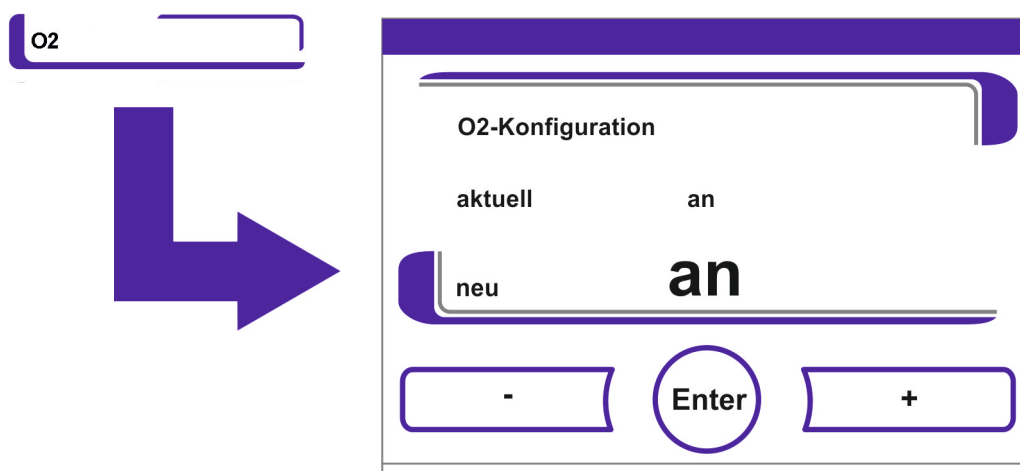 O2
O2-Konfiguration
aktuell an
neu an
- Enter +